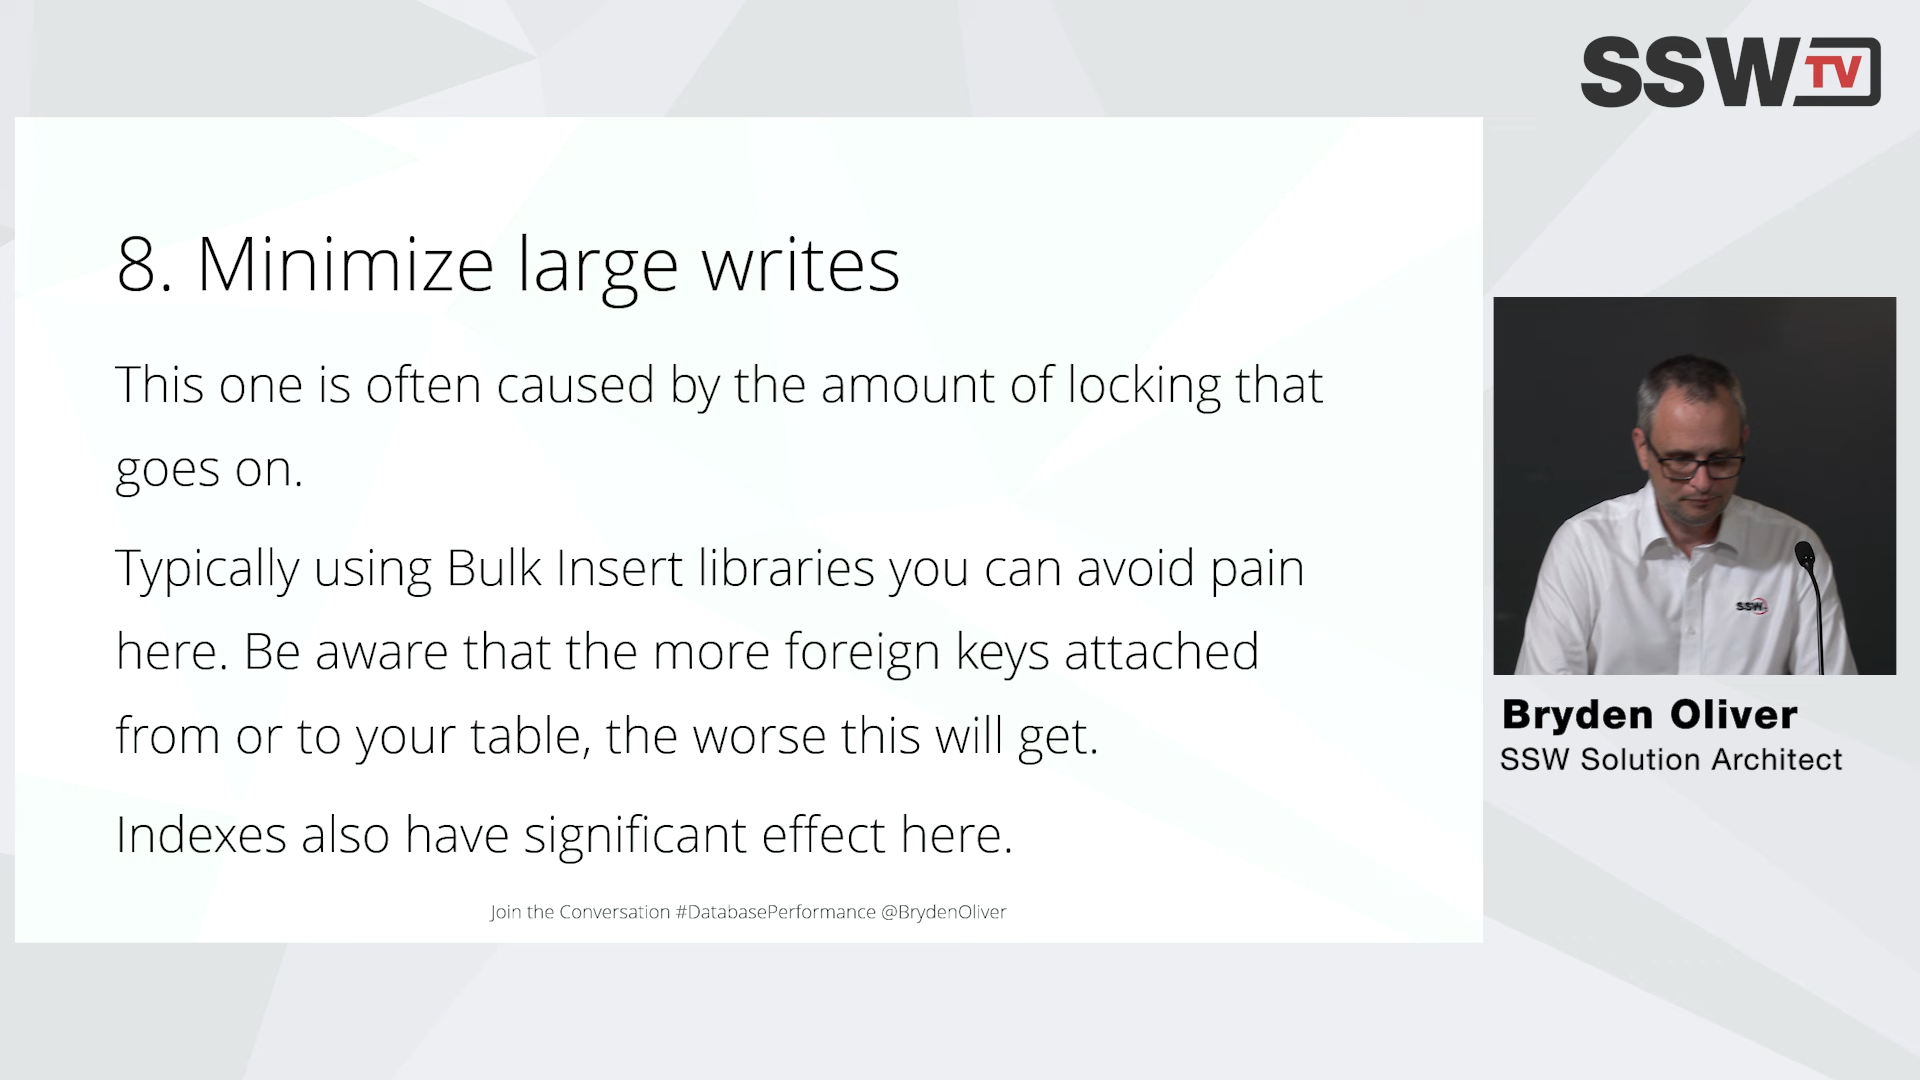 SSW TV
8. Minimize large writes
This one is often caused by the amount of locking that
goes on.
Typically using Bulk Insert libraries you can avoid pain
here. Be aware that the more foreign keys attached
from or to your table, the worse this will get.
Indexes also have significant effect here.
Join the Conversation #DatabasePerformance @BrydenOliver
SSW
Bryden Oliver
SSW Solution Architect